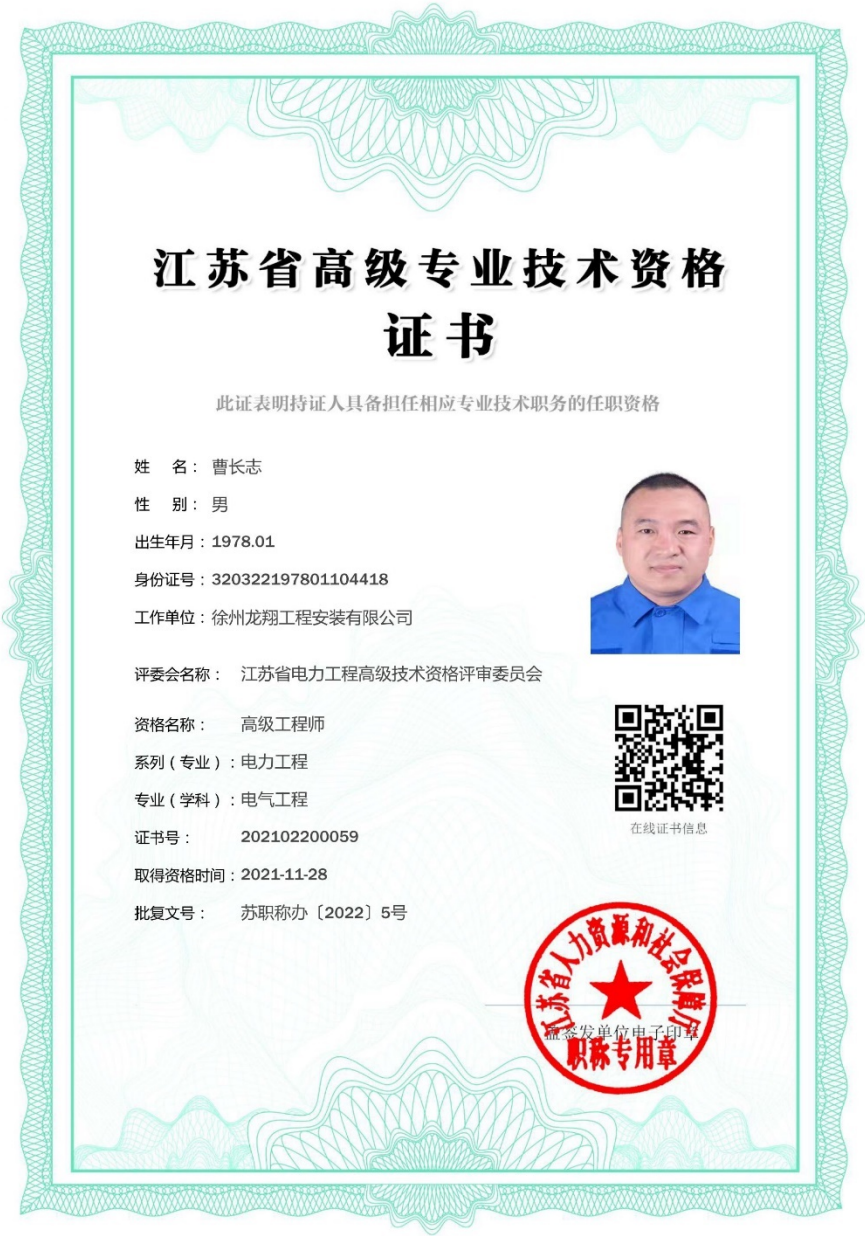 江苏省高级专业技术资格
证书
此证表明持证人具备担任相应专业技术职务的任职资格
姓 名： 曹长志
性 别： 男
出生年月：1978.01
身份证号：320322197801104418
工作单位：徐州龙翔工程安装有限公司
评委会名称： 江苏省电力工程高级技术资格评审委员会
资格名称： 高级工程师
系列（专业）：电力工程
专业（学科）：电气工程
证书号： 202102200059
取得资格时间：2021-11-28
批复文号： 苏职称办〔2022〕5号
在线证书信息
江苏省人力资源和社会保障厅
盖签发单位电子印章
职称专用章